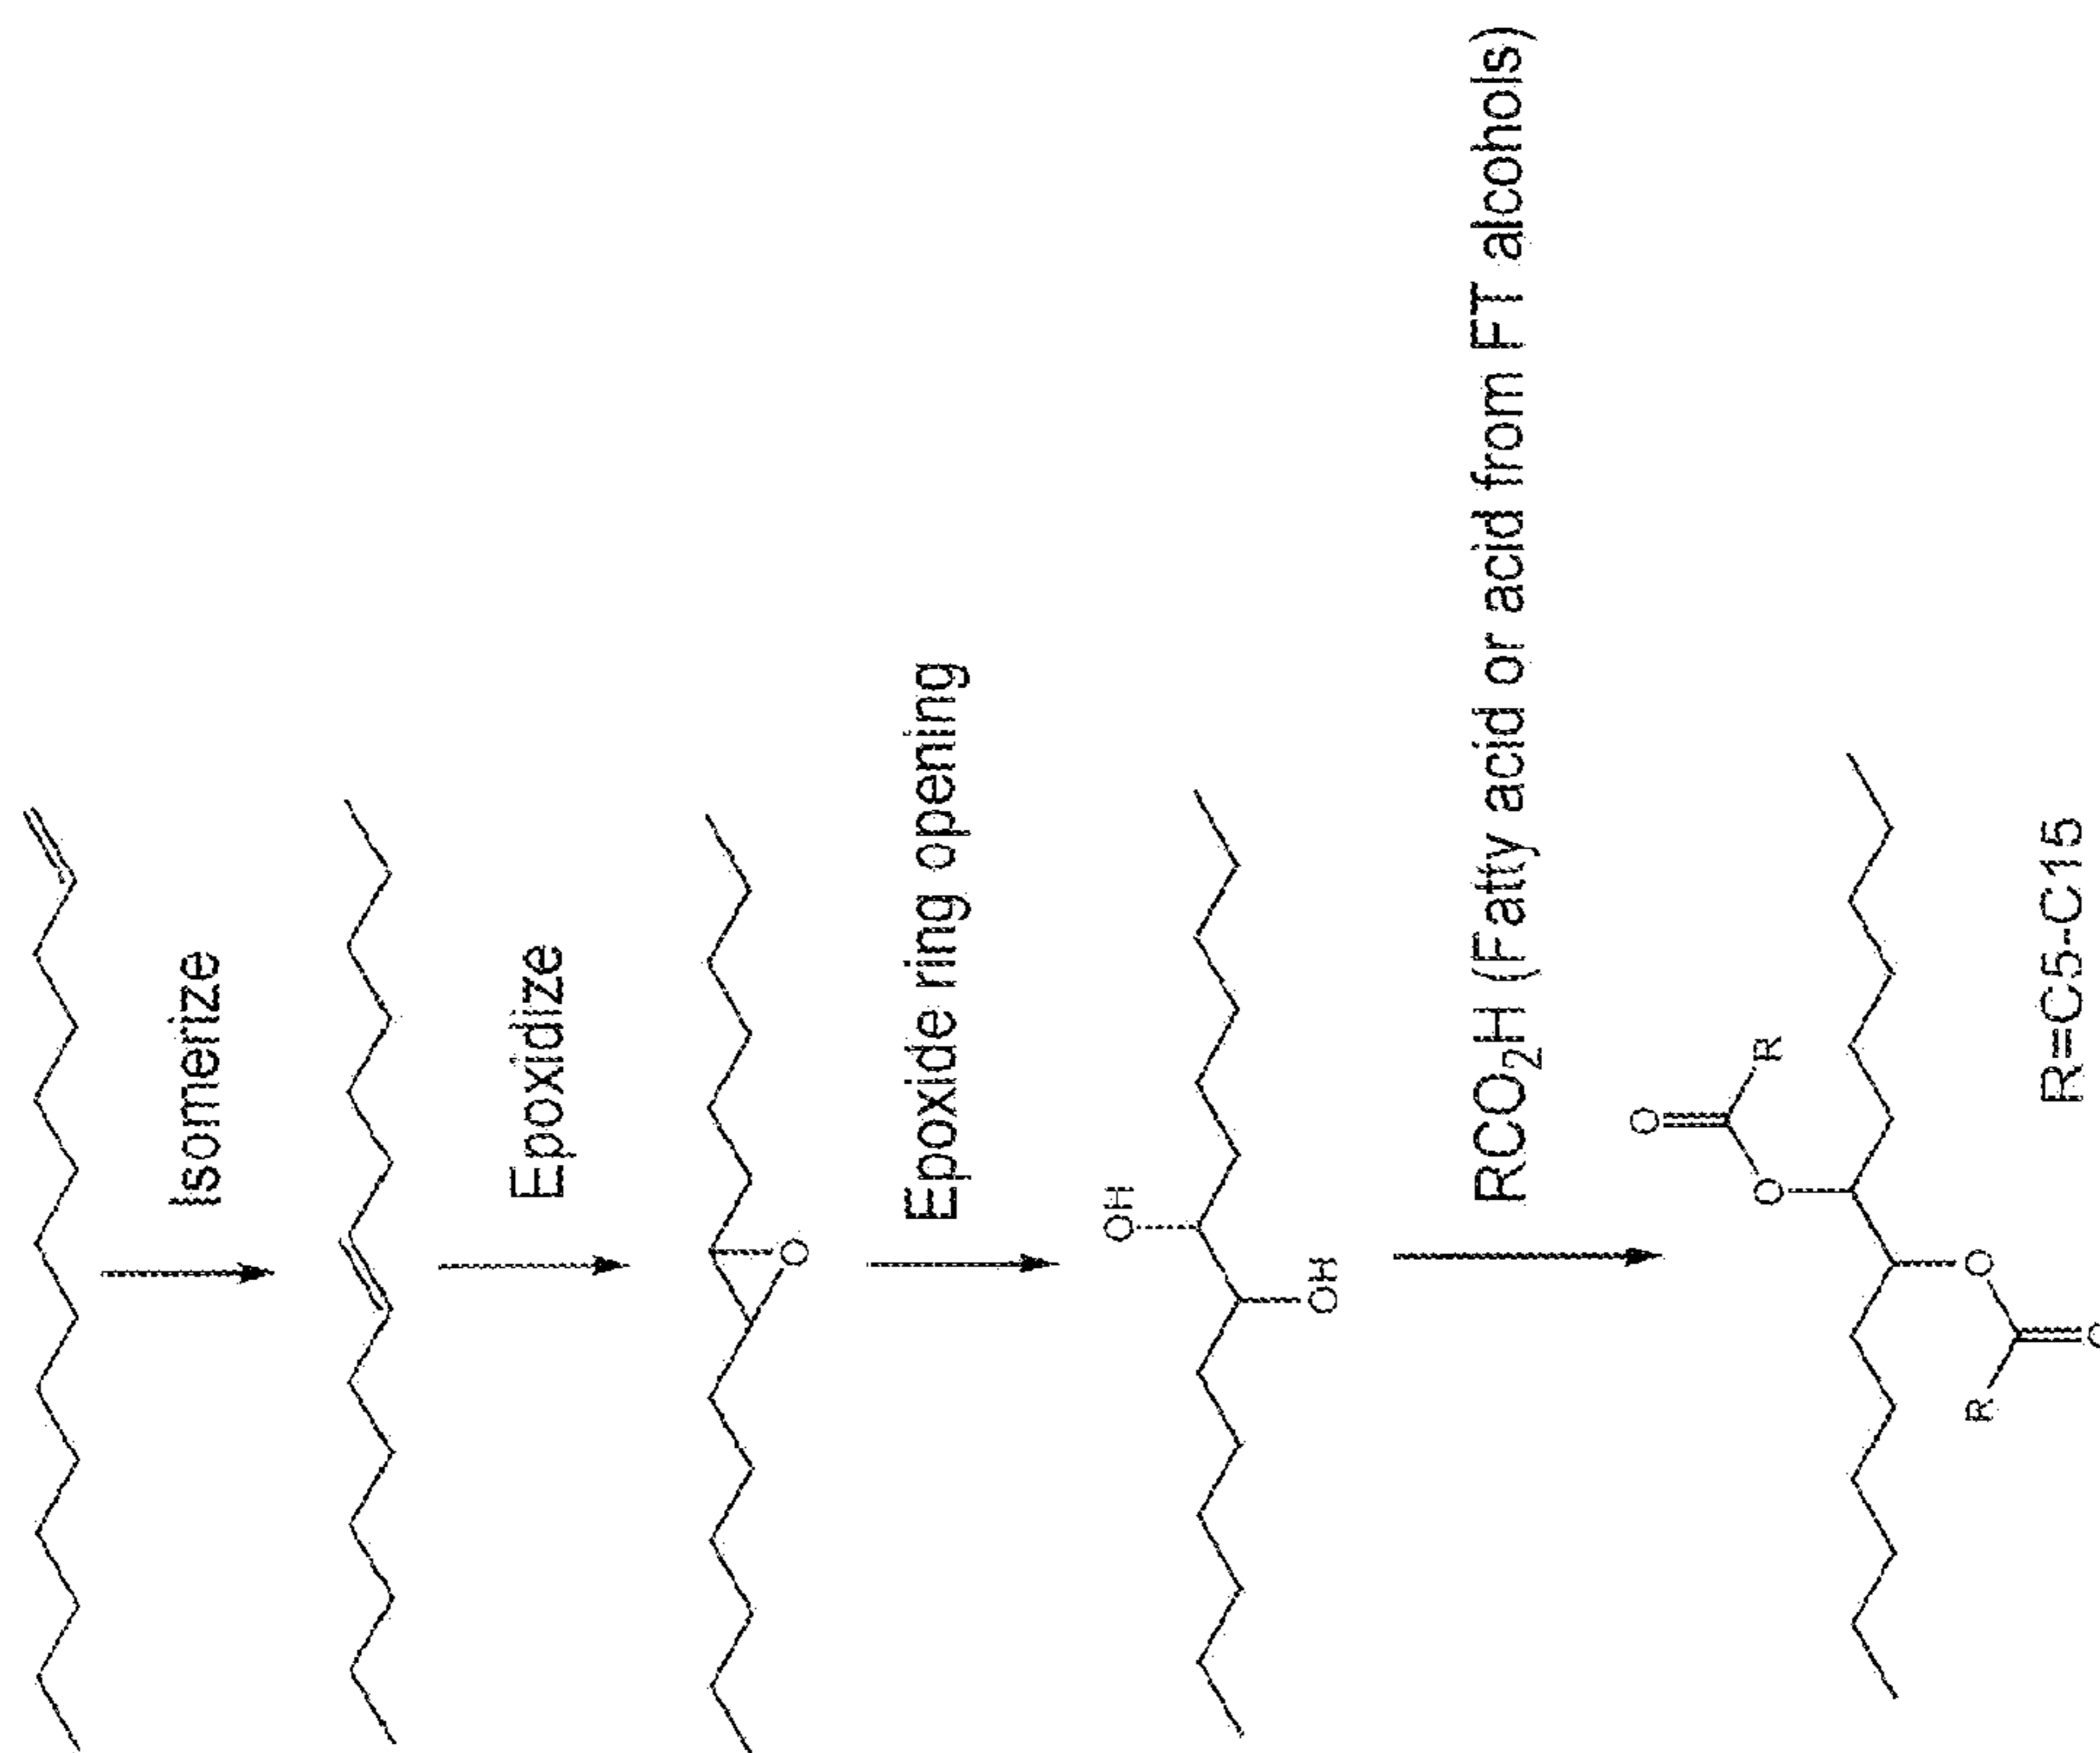 Isomerize
Epoxidize
O
Epoxide ring opening
OH
OH
RCO2H (Fatty acid or acid from FT alcohols)
O
R
O
O
R
O
R=C5-C15